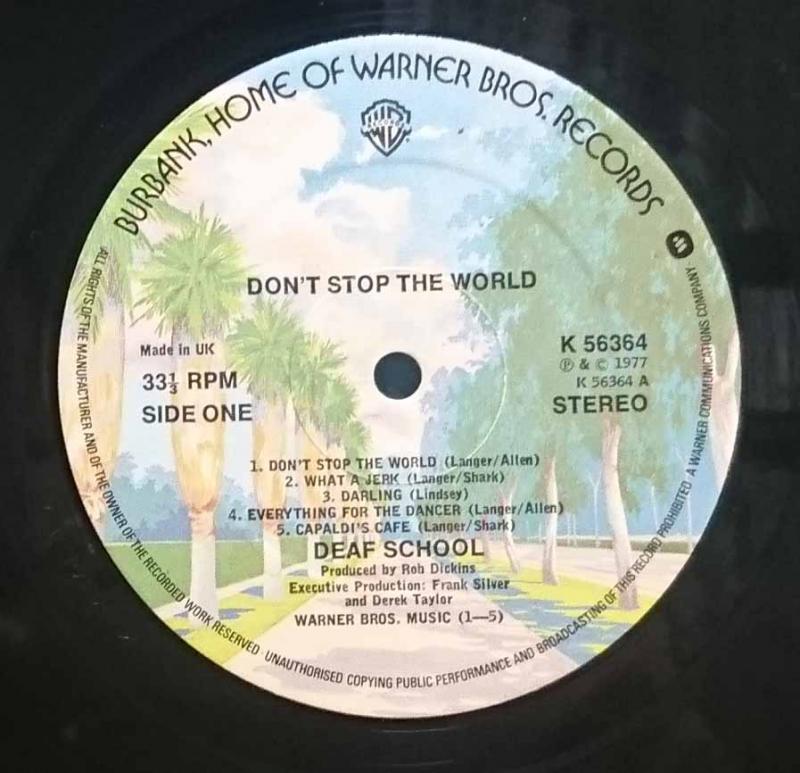 BURBANK, HOME OF WARNER BROS. RECORDS
DON'T STOP THE WORLD
Made in UK
33⅓ RPM
SIDE ONE
K 56364
℗ & © 1977
K 56364 A
STEREO
1. DON'T STOP THE WORLD (Langer/Allen)
2. WHAT A JERK (Langer/Shark)
3. DARLING (Lindsey)
4. EVERYTHING FOR THE DANCER (Langer/Allen)
5. CAPALDI'S CAFE (Langer/Shark)
DEAF SCHOOL
Produced by Rob Dickins
Executive Production: Frank Silver
and Derek Taylor
WARNER BROS. MUSIC (1—5)
ALL RIGHTS OF THE MANUFACTURER AND OF THE OWNER OF THE RECORDED WORK RESERVED · UNAUTHORISED COPYING PUBLIC PERFORMANCE AND BROADCASTING OF THIS RECORD PROHIBITED · A WARNER COMMUNICATIONS COMPANY·